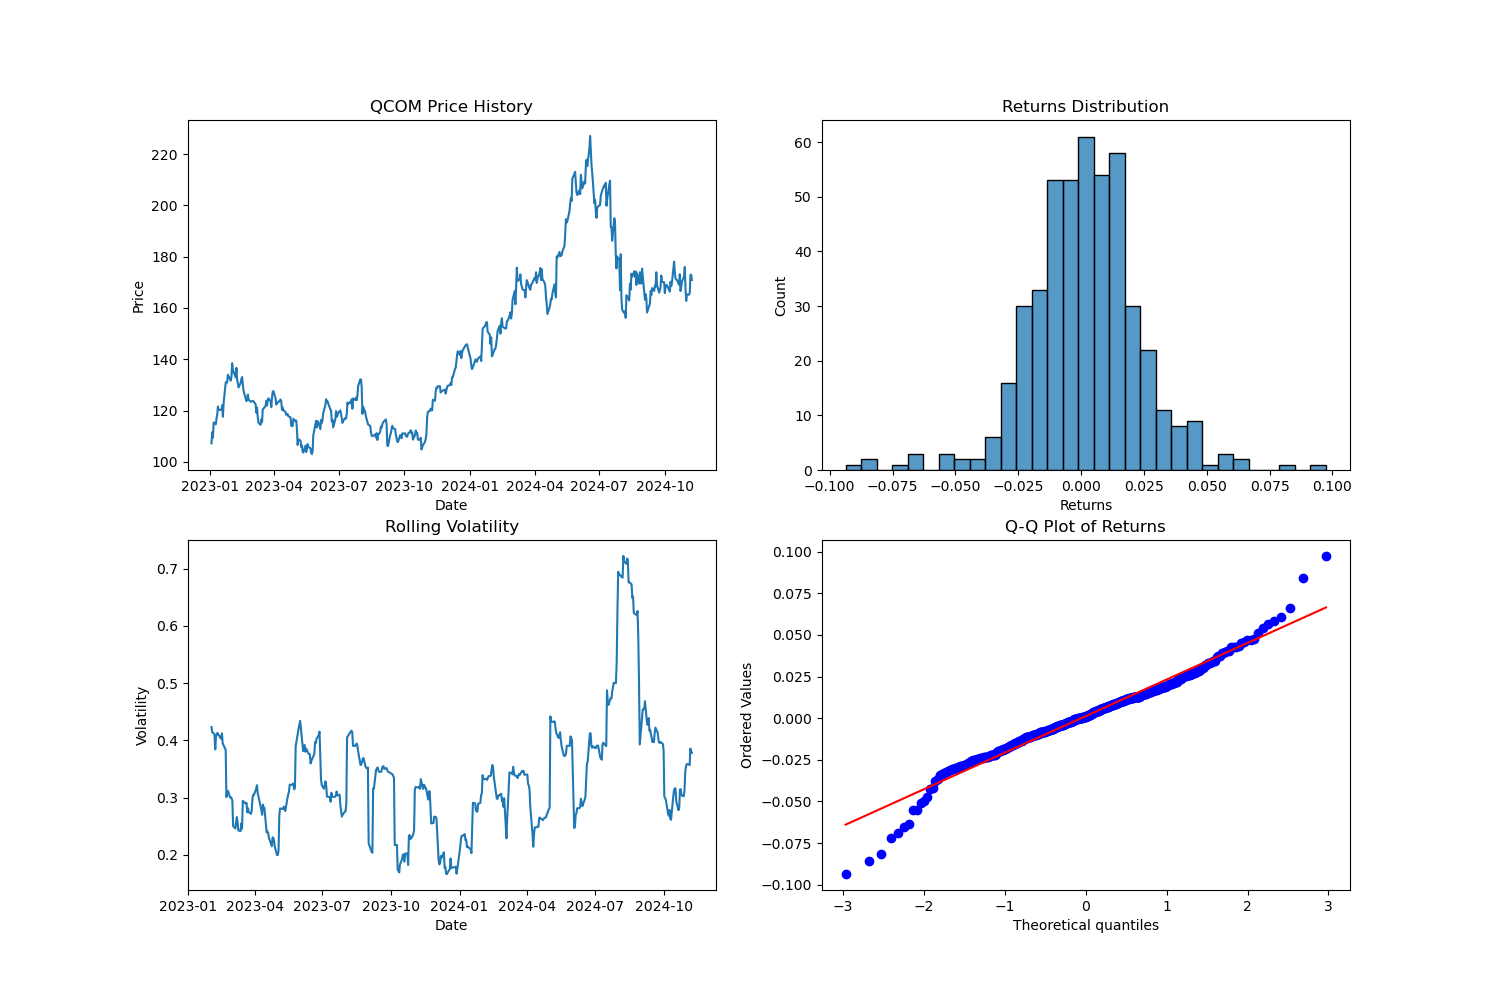 QCOM Price History
220
200
180
160
140
120
100
Price
2023-01 2023-04 2023-07 2023-10 2024-01 2024-04 2024-07 2024-10
Date
Returns Distribution
60
50
40
30
20
10
0
Count
−0.100 −0.075 −0.050 −0.025 0.000 0.025 0.050 0.075 0.100
Returns
Rolling Volatility
0.7
0.6
0.5
0.4
0.3
0.2
Volatility
2023-01 2023-04 2023-07 2023-10 2024-01 2024-04 2024-07 2024-10
Date
Q-Q Plot of Returns
0.100
0.075
0.050
0.025
0.000
−0.025
−0.050
−0.075
−0.100
Ordered Values
−3 −2 −1 0 1 2 3
Theoretical quantiles